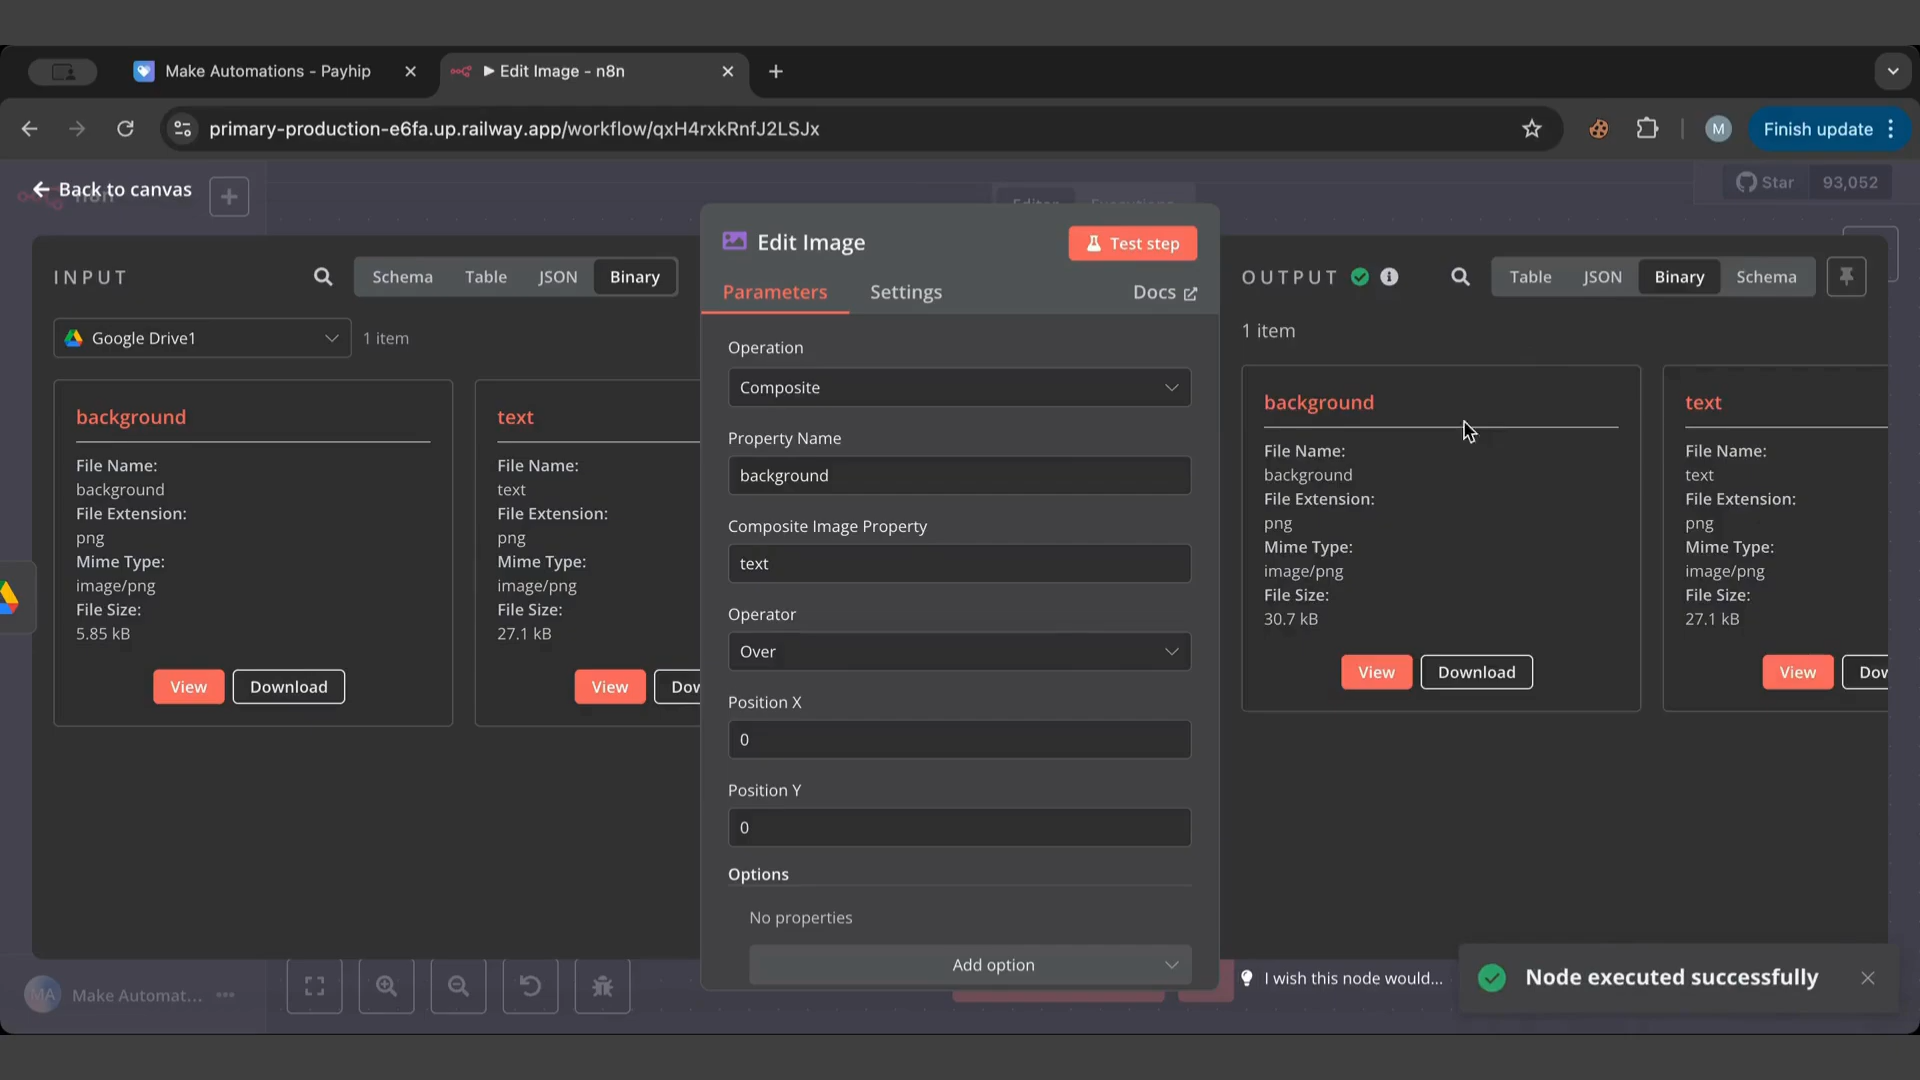 Make Automations - Payhip
Edit Image - n8n
primary-production-e6fa.up.railway.app/workflow/qxH4rxkRnfJ2LSJx
M
Finish update
Back to canvas
n8n
Editor
Executions
Star
93,052
INPUT
Schema
Table
JSON
Binary
Google Drive1
1 item
background
File Name:
background
File Extension:
png
Mime Type:
image/png
File Size:
5.85 kB
View
Download
text
File Name:
text
File Extension:
png
Mime Type:
image/png
File Size:
27.1 kB
View
Dow
Edit Image
Test step
Parameters
Settings
Docs
Operation
Composite
Property Name
background
Composite Image Property
text
Operator
Over
Position X
0
Position Y
0
Options
No properties
Add option
OUTPUT
Table
JSON
Binary
Schema
1 item
background
File Name:
background
File Extension:
png
Mime Type:
image/png
File Size:
30.7 kB
View
Download
text
File Name:
text
File Extension:
png
Mime Type:
image/png
File Size:
27.1 kB
View
Dow
I wish this node would...
Node executed successfully
MA
Make Automat...